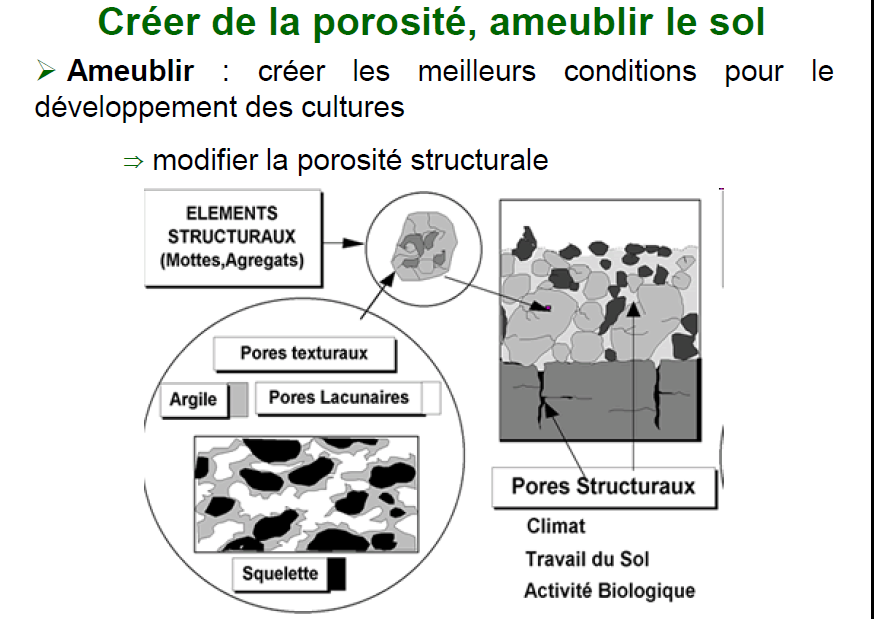 Créer de la porosité, ameublir le sol
➢ Ameublir : créer les meilleurs conditions pour le
développement des cultures
⇒ modifier la porosité structurale
ELEMENTS
STRUCTURAUX
(Mottes,Agregats)
Pores texturaux
Argile
Pores Lacunaires
Squelette
Pores Structuraux
Climat
Travail du Sol
Activité Biologique